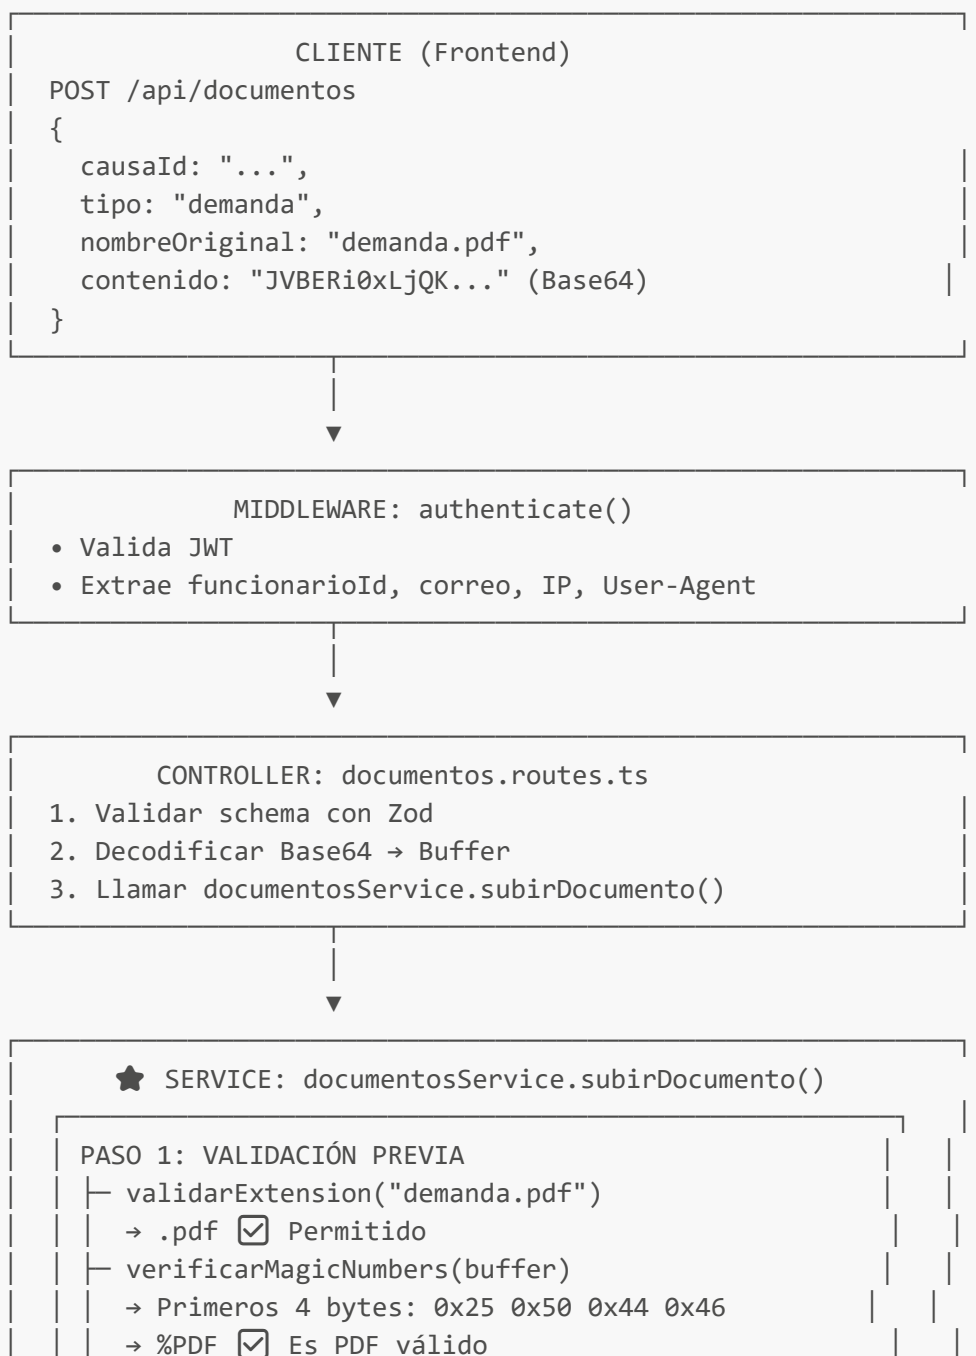 CLIENTE (Frontend)
POST /api/documentos
{
causaId: "...",
tipo: "demanda",
nombreOriginal: "demanda.pdf",
contenido: "JVBERi0xLjQK..." (Base64)
}
▼
MIDDLEWARE: authenticate()
• Valida JWT
• Extrae funcionarioId, correo, IP, User-Agent
▼
CONTROLLER: documentos.routes.ts
1. Validar schema con Zod
2. Decodificar Base64 → Buffer
3. Llamar documentosService.subirDocumento()
▼
★ SERVICE: documentosService.subirDocumento()
PASO 1: VALIDACIÓN PREVIA
├─ validarExtension("demanda.pdf")
│ → .pdf ☑ Permitido
├─ verificarMagicNumbers(buffer)
│ → Primeros 4 bytes: 0x25 0x50 0x44 0x46
│ → %PDF ☑ Es PDF válido